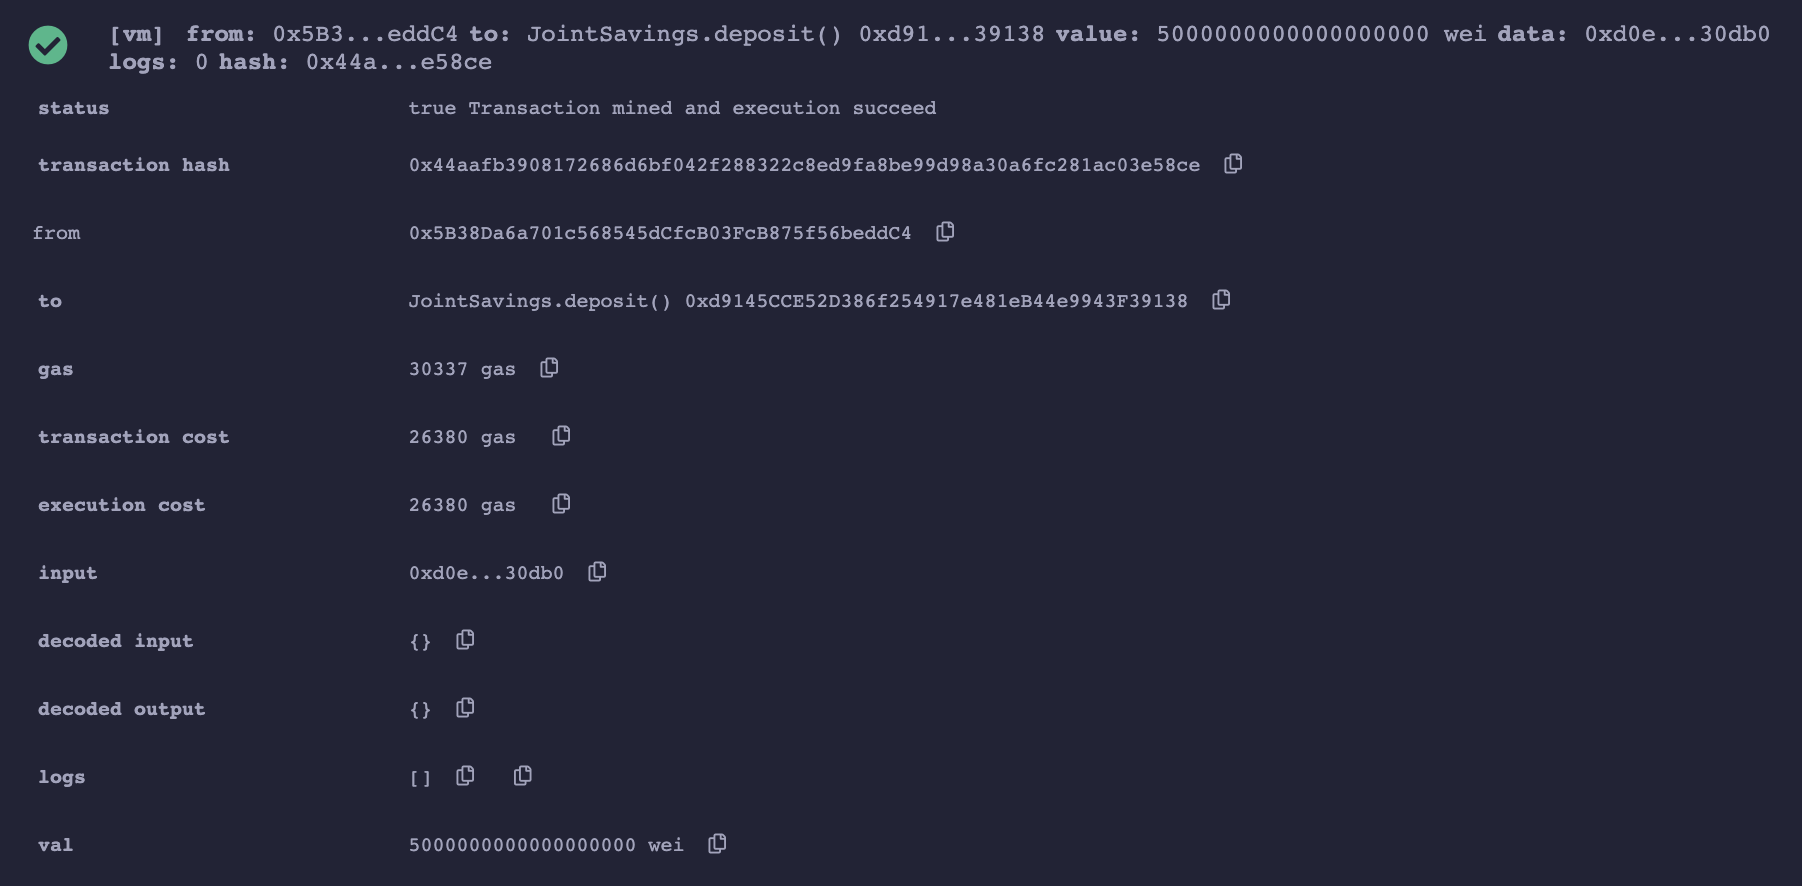 [vm] from: 0x5B3...eddC4 to: JointSavings.deposit() 0xd91...39138 value: 5000000000000000000 wei data: 0xd0e...30db0
logs: 0 hash: 0x44a...e58ce
status true Transaction mined and execution succeed
transaction hash 0x44aafb3908172686d6bf042f288322c8ed9fa8be99d98a30a6fc281ac03e58ce
from 0x5B38Da6a701c568545dCfcB03FcB875f56beddC4
to JointSavings.deposit() 0xd9145CCE52D386f254917e481eB44e9943F39138
gas 30337 gas
transaction cost 26380 gas
execution cost 26380 gas
input 0xd0e...30db0
decoded input {}
decoded output {}
logs []
val 5000000000000000000 wei